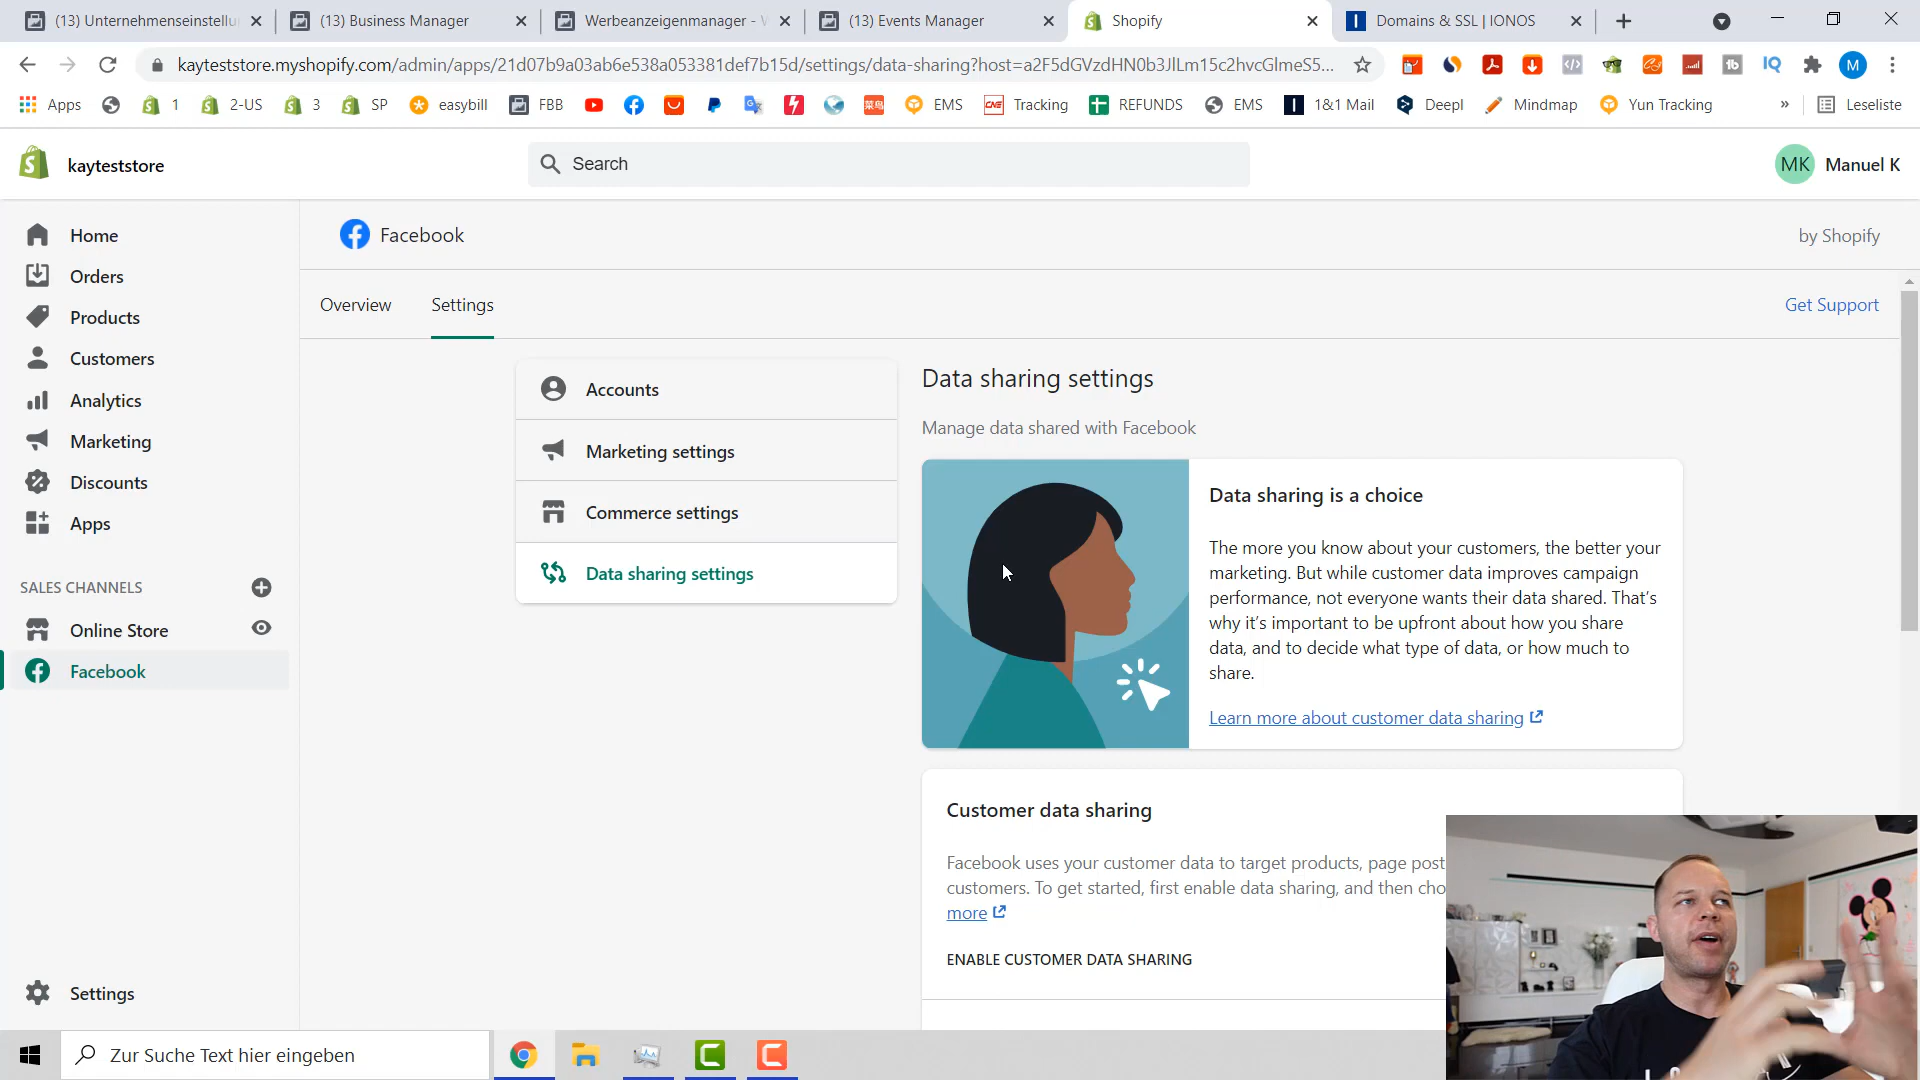 (13) Unternehmenseinstellu
(13) Business Manager
Werbeanzeigenmanager - W
(13) Events Manager
Shopify
Domains & SSL | IONOS
kayteststore.myshopify.com/admin/apps/21d07b9a03ab6e538a053381def7b15d/settings/data-sharing?host=a2F5dGVzdHN0b3JlLm15c2hvcGlmeS5...
M
Apps
1
2-US
3
SP
easybill
FBB
EMS
Tracking
REFUNDS
EMS
1&1 Mail
Deepl
Mindmap
Yun Tracking
»
Leseliste
kayteststore
Search
MK
Manuel K
Home
Orders
Products
Customers
Analytics
Marketing
Discounts
Apps
SALES CHANNELS
Online Store
Facebook
Settings
Facebook
by Shopify
Overview
Settings
Get Support
Accounts
Marketing settings
Commerce settings
Data sharing settings
Data sharing settings
Manage data shared with Facebook
Data sharing is a choice
The more you know about your customers, the better your
marketing. But while customer data improves campaign
performance, not everyone wants their data shared. That's
why it's important to be upfront about how you share
data, and to decide what type of data, or how much to
share.
Learn more about customer data sharing
Customer data sharing
Facebook uses your customer data to target products, page post
customers. To get started, first enable data sharing, and then cho
more
ENABLE CUSTOMER DATA SHARING
Zur Suche Text hier eingeben